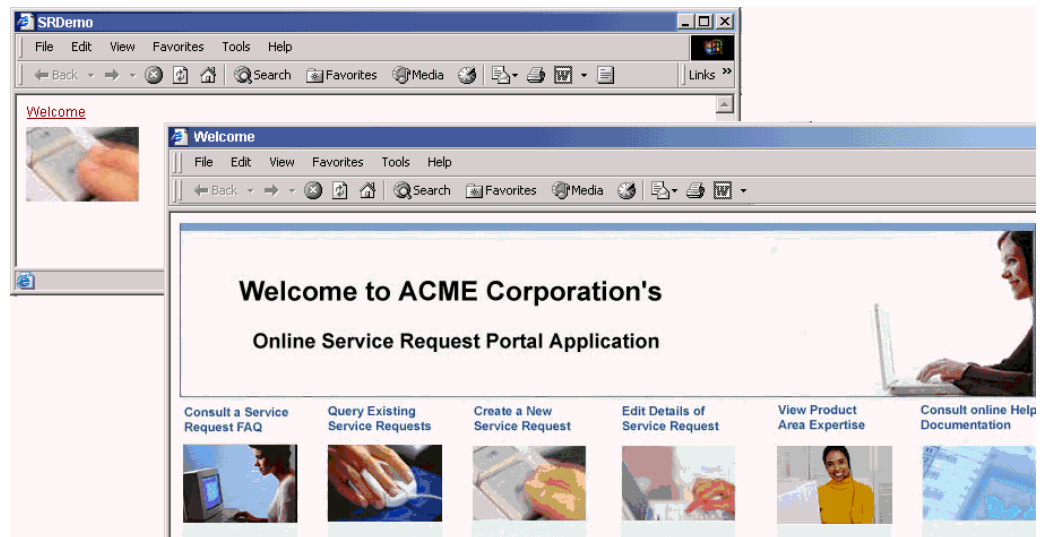 SRDemo
File Edit View Favorites Tools Help
Back Search Favorites Media W Links »
Welcome
Welcome
File Edit View Favorites Tools Help
Back Search Favorites Media W
Welcome to ACME Corporation's
Online Service Request Portal Application
Consult a Service Query Existing Create a New Edit Details of View Product Consult online Help
Request FAQ Service Requests Service Request Service Request Area Expertise Documentation